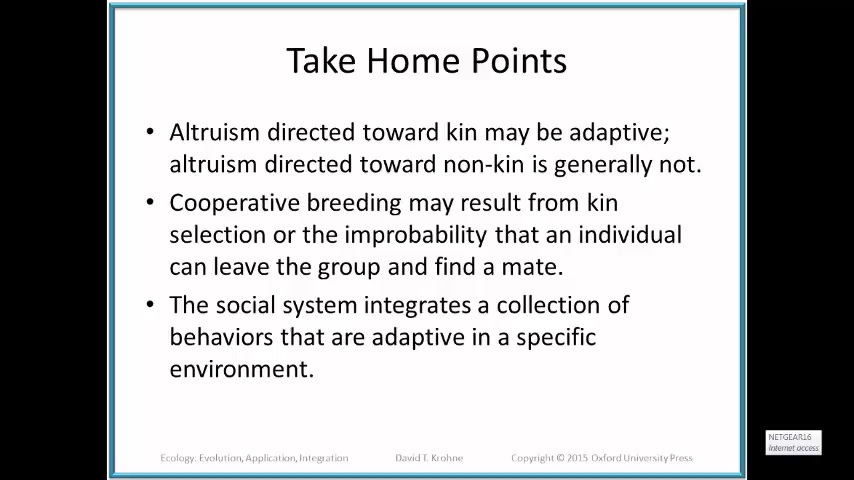 Take Home Points
• Altruism directed toward kin may be adaptive;
altruism directed toward non-kin is generally not.
• Cooperative breeding may result from kin
selection or the improbability that an individual
can leave the group and find a mate.
• The social system integrates a collection of
behaviors that are adaptive in a specific
environment.
NETGEAR16
Internet access
Ecology: Evolution, Application, Integration David T. Krohne Copyright © 2015 Oxford University Press